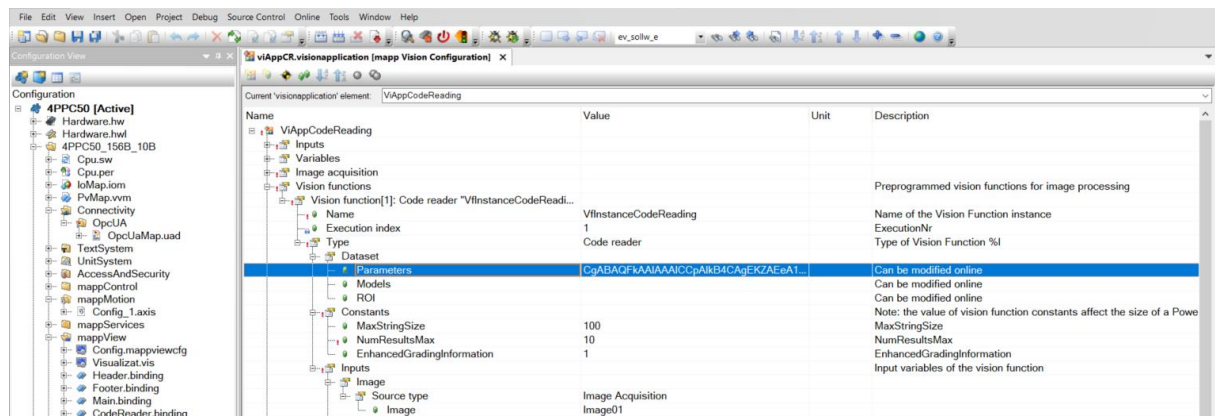 File Edit View Insert Open Project Debug Source Control Online Tools Window Help
ev_sollw_e
Configuration View
viAppCR.visionapplication [mapp Vision Configuration] X
Configuration
4PPC50 [Active]
Hardware.hw
Hardware.hwl
4PPC50_156B_10B
Cpu.sw
Cpu.per
IoMap.iom
PvMap.vvm
Connectivity
OpcUA
OpcUaMap.uad
TextSystem
UnitSystem
AccessAndSecurity
mappControl
mappMotion
Config_1.axis
mappServices
mappView
Config.mappviewcfg
Visualizat.vis
Header.binding
Footer.binding
Main.binding
CodeReader.binding
Current 'visionapplication' element: ViAppCodeReading
Name Value Unit Description
ViAppCodeReading
Inputs
Variables
Image acquisition
Vision functions Preprogrammed vision functions for image processing
Vision function[1]: Code reader "VfInstanceCodeReadi...
Name VfInstanceCodeReading Name of the Vision Function instance
Execution index 1 ExecutionNr
Type Code reader Type of Vision Function %I
Dataset
Parameters CgABAQFkAAIAAAICCpAIkB4CAgEKZAEeA1... Can be modified online
Models Can be modified online
ROI Can be modified online
Constants Note: the value of vision function constants affect the size of a Powe
MaxStringSize 100 MaxStringSize
NumResultsMax 10 NumResultsMax
EnhancedGradingInformation 1 EnhancedGradingInformation
Inputs Input variables of the vision function
Image
Source type Image Acquisition
Image Image01